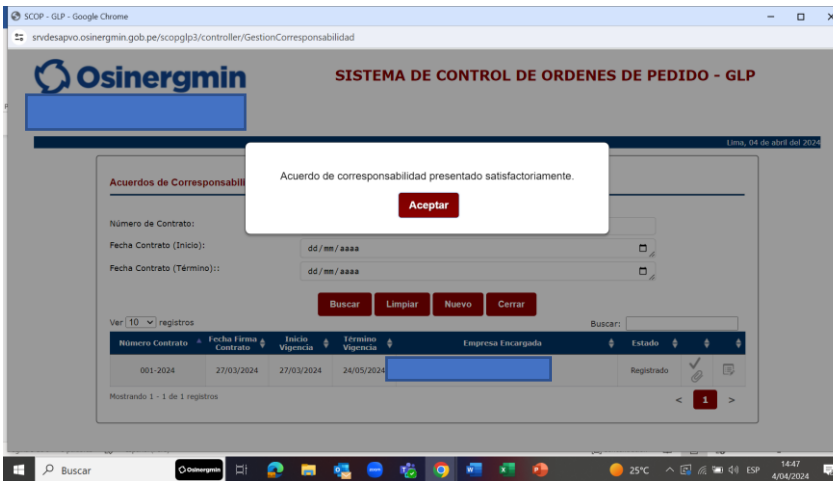 SCOP - GLP - Google Chrome
srvdesapvo.osinergmin.gob.pe/scopglp3/controller/GestionCorresponsabilidad
Osinergmin
SISTEMA DE CONTROL DE ORDENES DE PEDIDO - GLP
Lima, 04 de abril del 2024
Acuerdo de corresponsabilidad presentado satisfactoriamente.
Aceptar
Acuerdos de Corresponsabili
Número de Contrato:
Fecha Contrato (Inicio): dd/mm/aaaa
Fecha Contrato (Término):: dd/mm/aaaa
Buscar Limpiar Nuevo Cerrar
Ver 10 registros Buscar:
Número Contrato Fecha Firma Contrato Inicio Vigencia Término Vigencia Empresa Encargada Estado
001-2024 27/03/2024 27/03/2024 24/05/2024 Registrado
Mostrando 1 - 1 de 1 registros < 1 >
Buscar Osinergmin 25°C ESP 14:47
4/04/2024